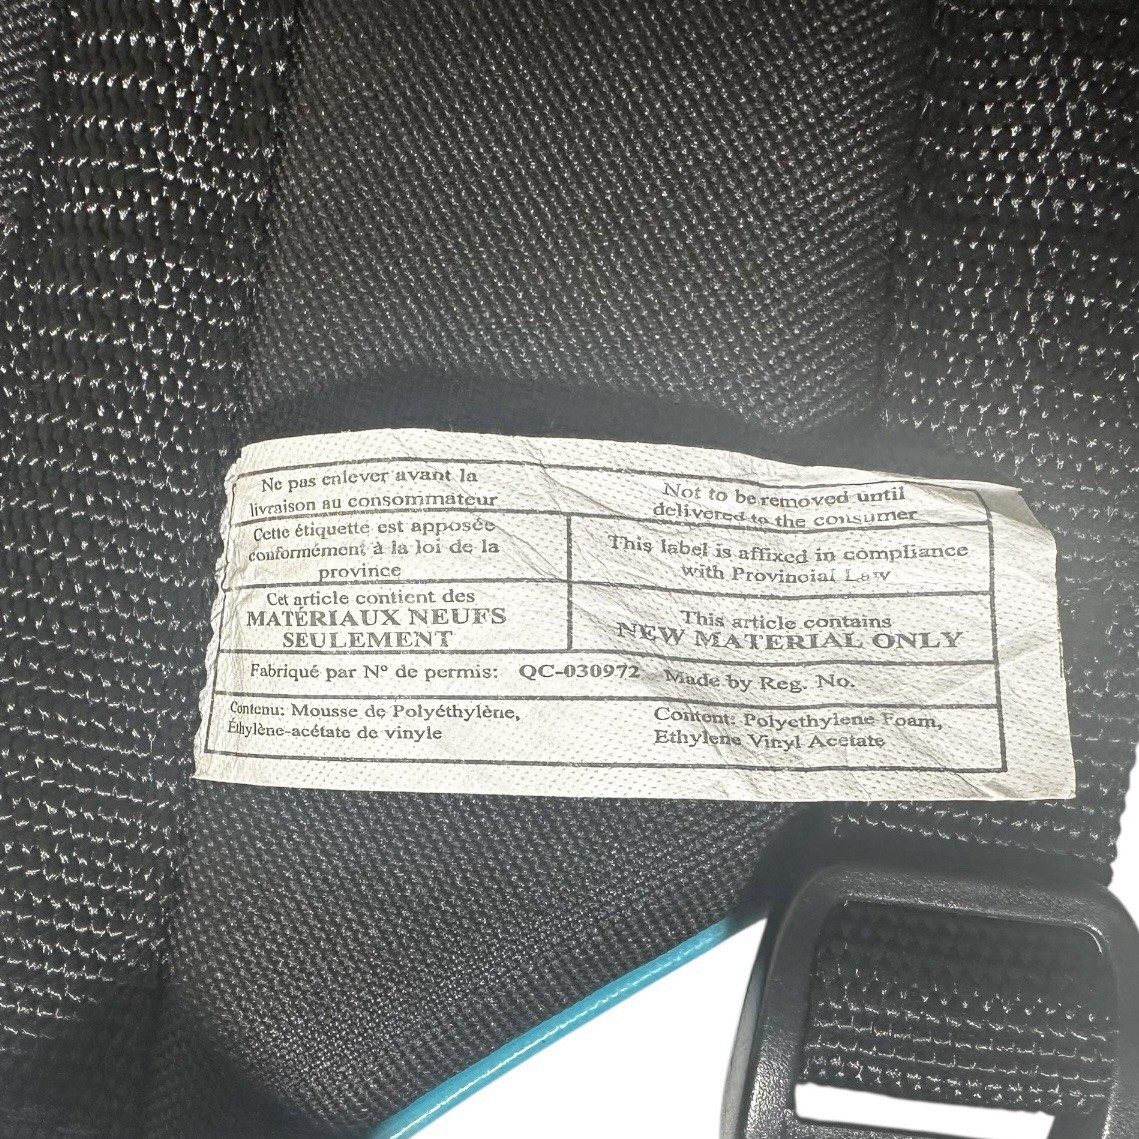 Ne pas enlever avant la
livraison au consommateur
Not to be removed until
delivered to the consumer
Cette étiquette est apposée
conformément à la loi de la
province
This label is affixed in compliance
with Provincial Law
Cet article contient des
MATÉRIAUX NEUFS
SEULEMENT
This article contains
NEW MATERIAL ONLY
Fabriqué par Nº de permis: QC-030972 Made by Reg. No.
Contenu: Mousse de Polyéthylène,
Éthylène-acétate de vinyle
Content: Polyethylene Foam,
Ethylene Vinyl Acetate